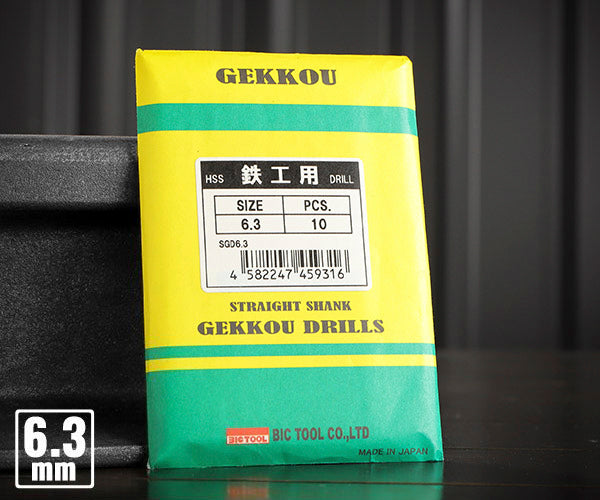 GEKKOU
HSS 鉄工用 DRILL
SIZE PCS.
6.3 10
SGD6.3
4 582247 459316
STRAIGHT SHANK
GEKKOU DRILLS
BIC TOOL BIC TOOL CO.,LTD
MADE IN JAPAN
6.3
mm